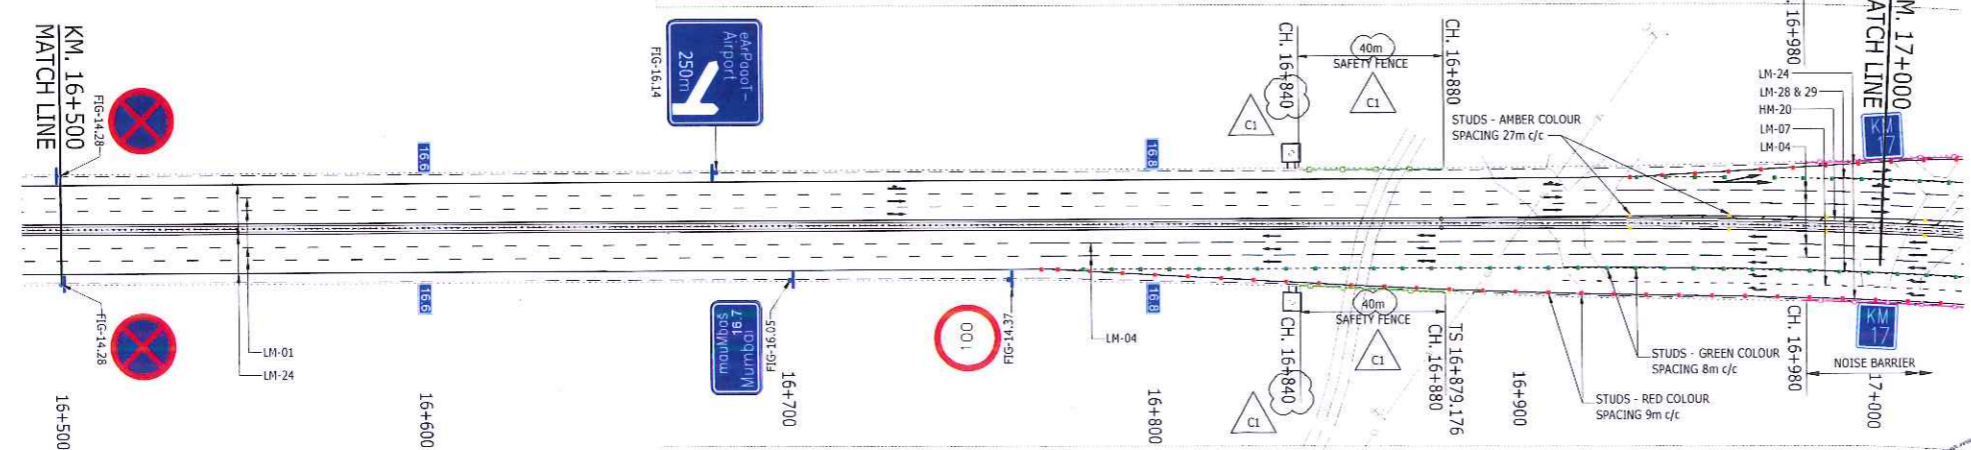 KM. 16+500
MATCH LINE
FIG-14.28
16.6
eArPagoT-
Airport
250m
FIG-16.14
16.8
CH. 16+840
40m
SAFETY FENCE
C1
C1
CH. 16+880
STUDS - AMBER COLOUR
SPACING 27m c/c
16+980)
LM-24
LM-28 & 29
HM-20
LM-07
LM-04
M. 17+000
ATCH LINE
KM
17
FIG-14.28
LM-01
LM-24
16.6
16.7
Mumbai
FIG-16.05
100
FIG-14.37
LM-04
16.8
CH. 16+840
40m
SAFETY FENCE
C1
C1
TS 16+879.176
CH. 16+880
STUDS - GREEN COLOUR
SPACING 8m c/c
STUDS - RED COLOUR
SPACING 9m c/c
CH. 16+980
NOISE BARRIER
KM
17
16+500
16+600
16+700
16+800
16+900
17+000